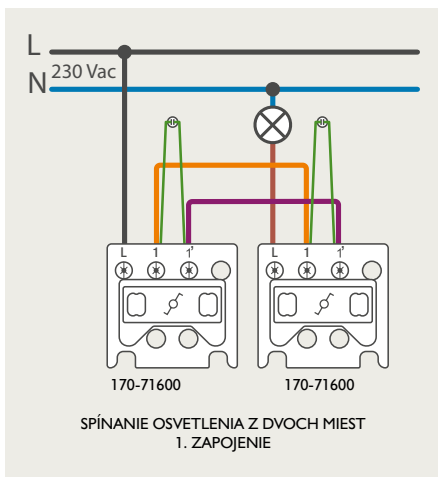 L
230 Vac
N
L 1 1' L 1 1'
170-71600 170-71600
SPÍNANIE OSVETLENIA Z DVOCH MIEST
1. ZAPOJENIE